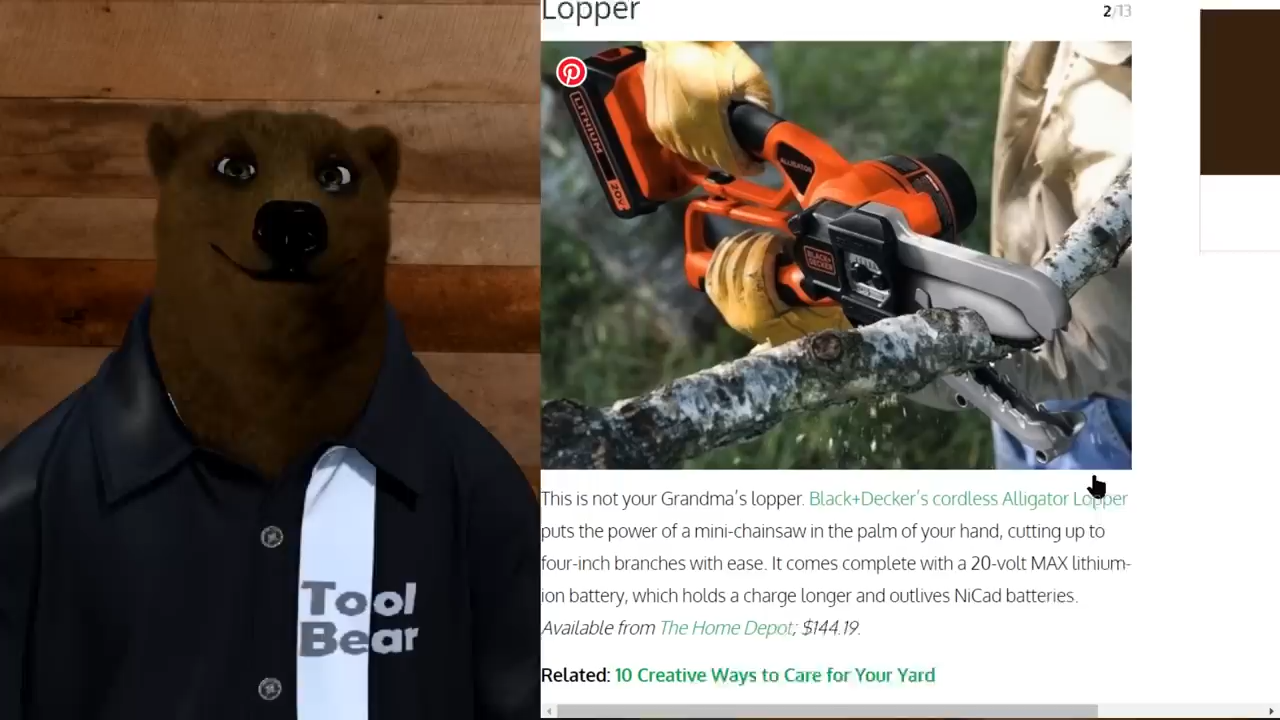 Lopper
2/13
LITHIUM
20V
ALLIGATOR
BLACK+
DECKER
This is not your Grandma's lopper. Black+Decker's cordless Alligator Lopper
puts the power of a mini-chainsaw in the palm of your hand, cutting up to
four-inch branches with ease. It comes complete with a 20-volt MAX lithium-
ion battery, which holds a charge longer and outlives NiCad batteries.
Available from The Home Depot; $144.19.
Related: 10 Creative Ways to Care for Your Yard
Tool
Bear